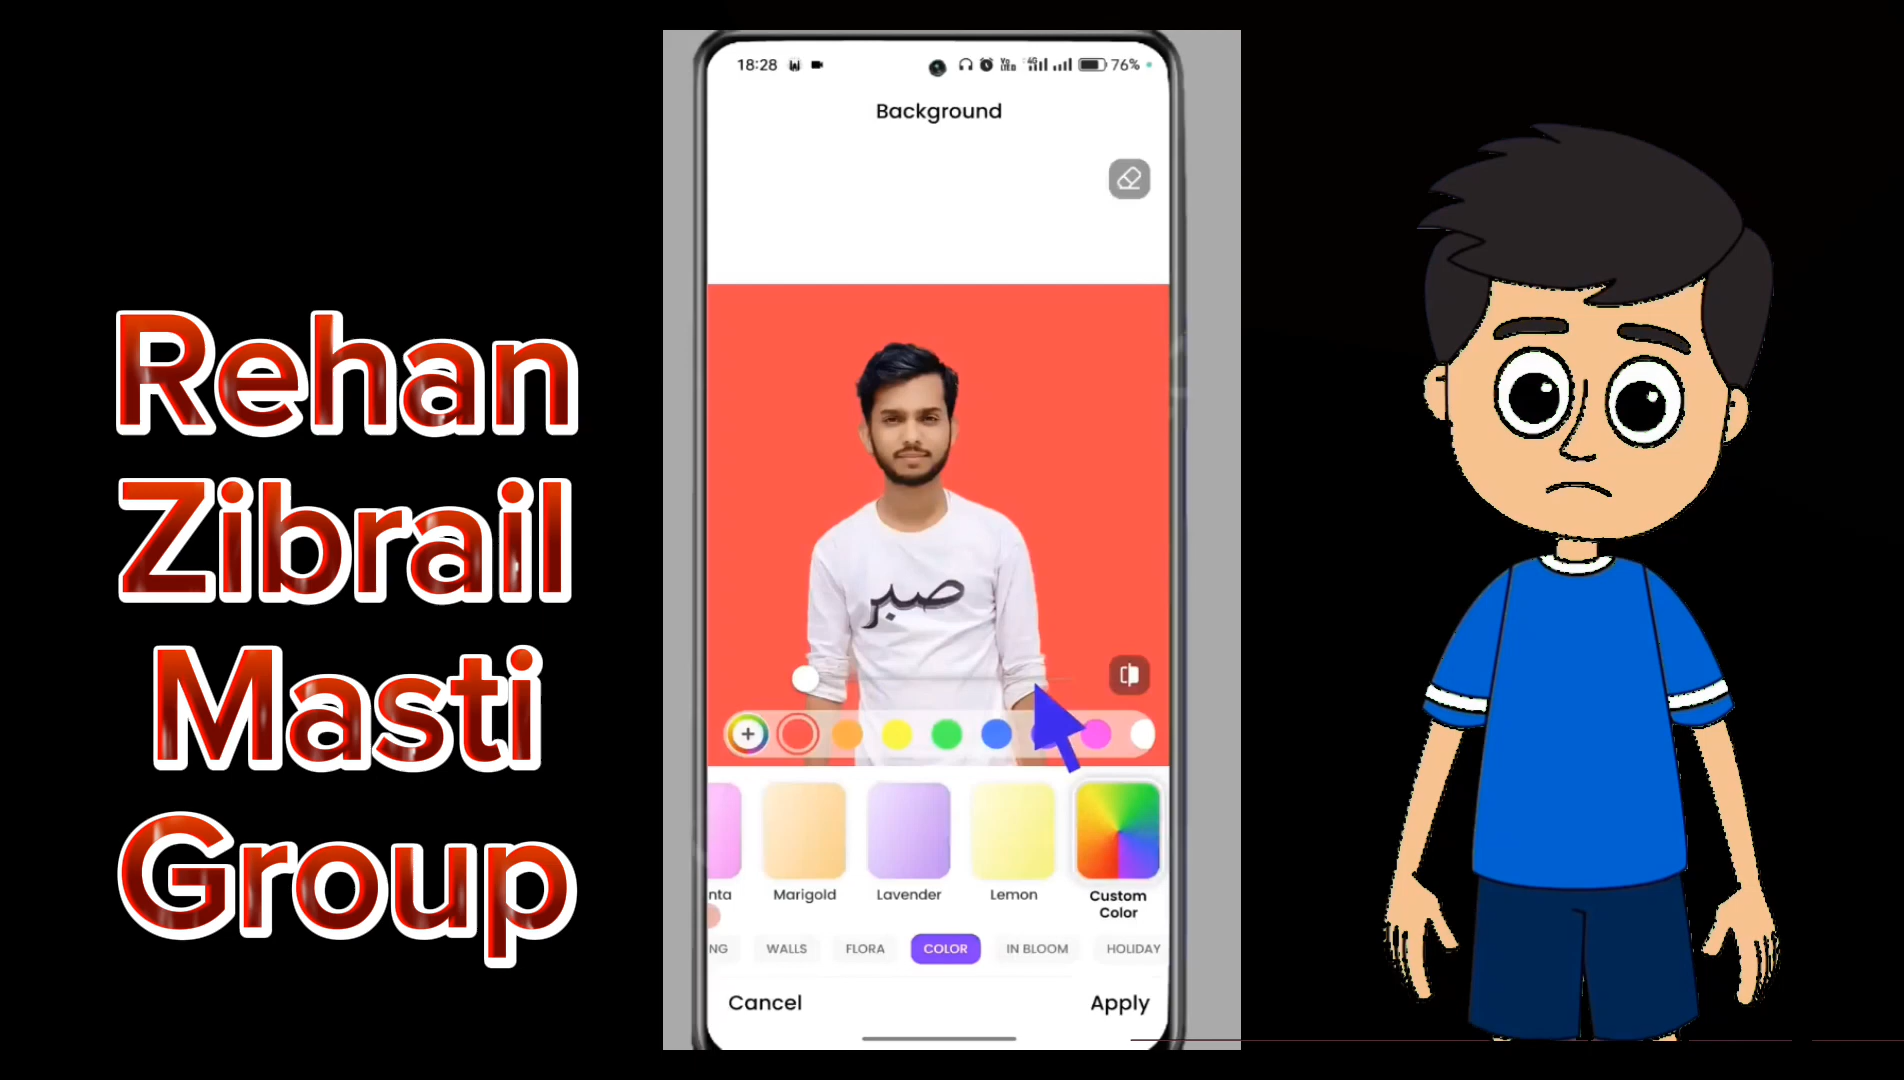 Rehan
Zibrail
Masti
Group
18:28
76%
Background
صبر
nta
Marigold
Lavender
Lemon
Custom
Color
NG
WALLS
FLORA
COLOR
IN BLOOM
HOLIDAY
Cancel
Apply